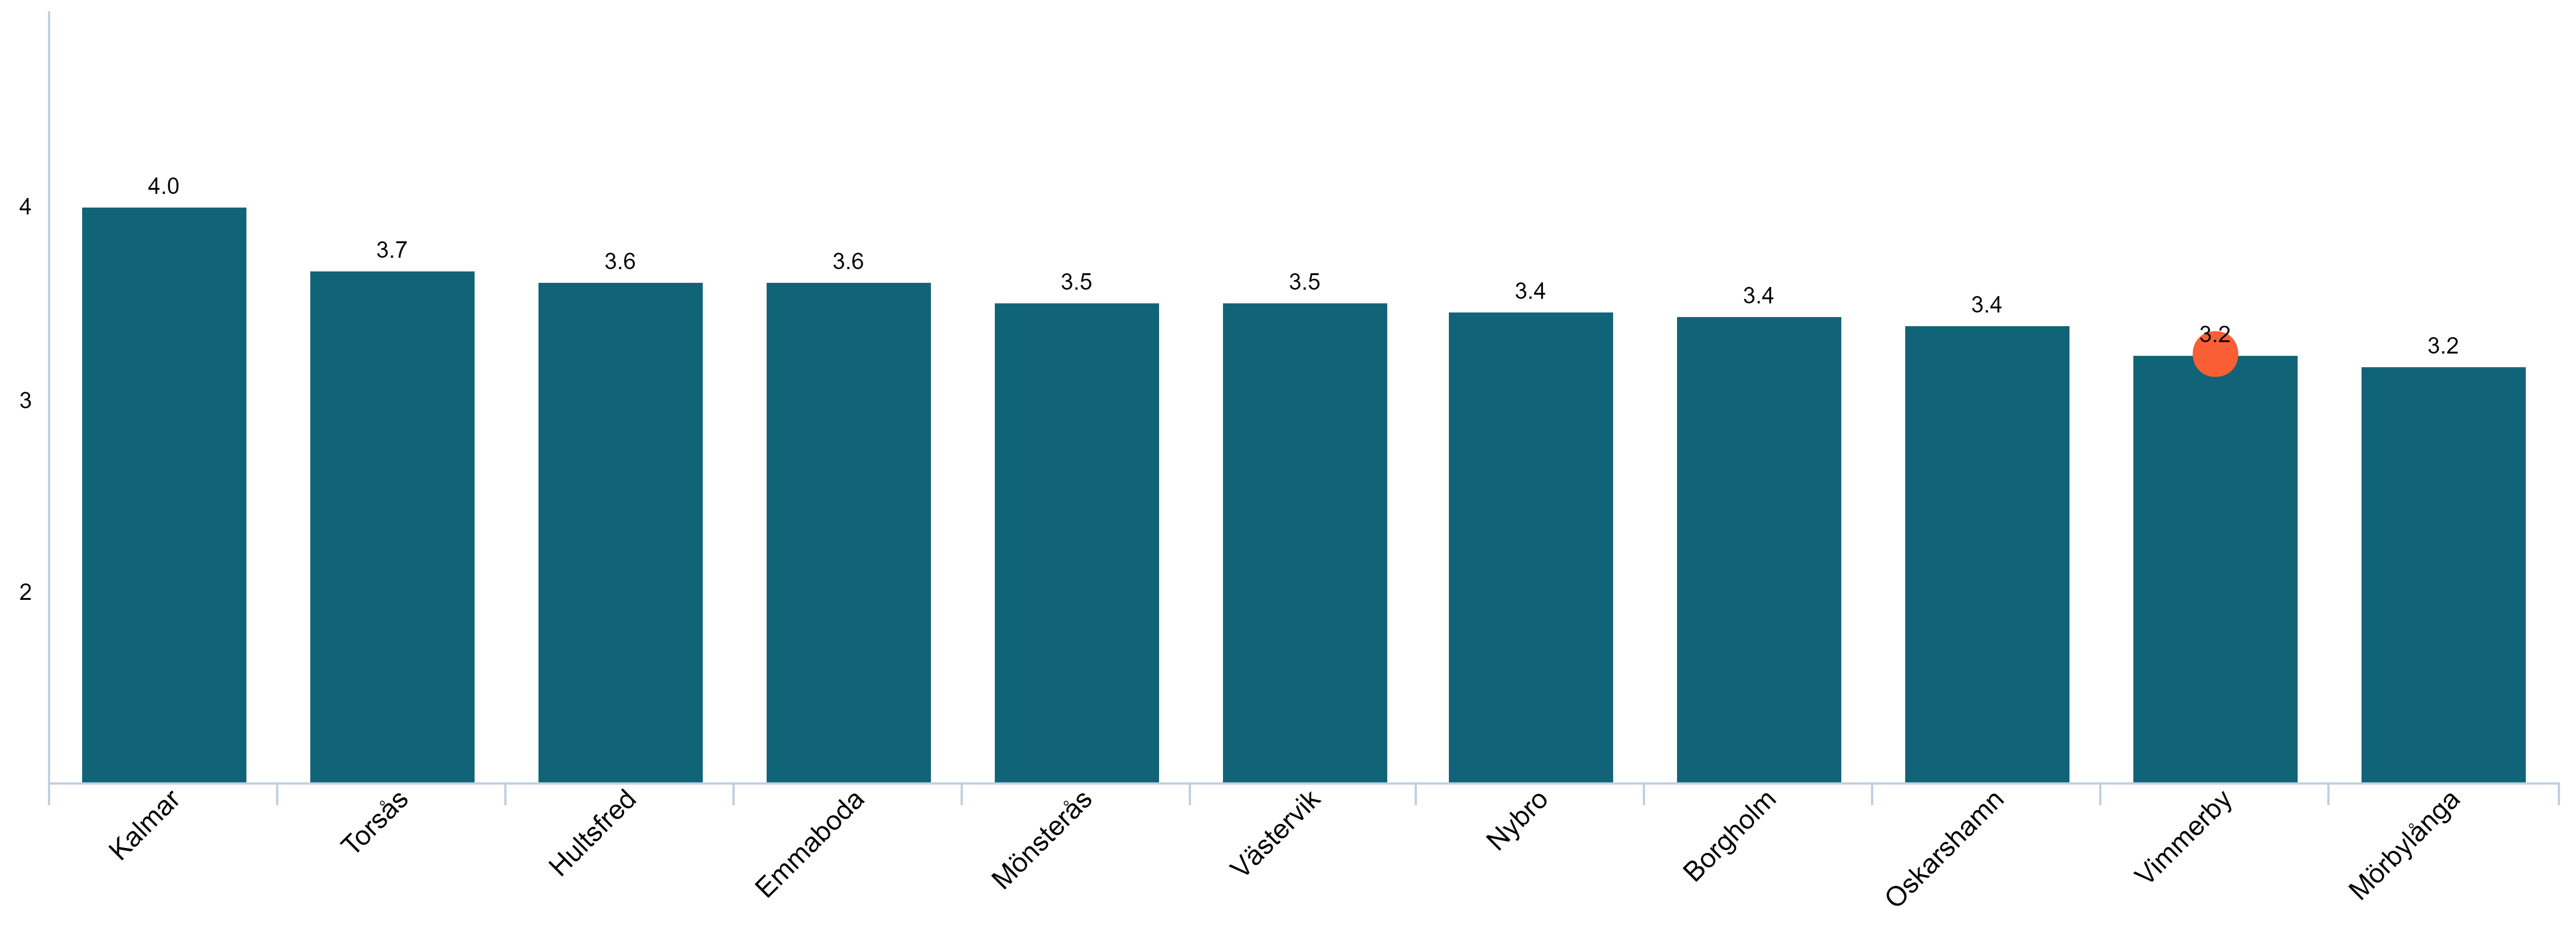 4.0
4
3.7
3.6
3.6
3.5
3.5
3.4
3.4
3.4
3.2
3.2
3
2
Kalmar
Torsås
Hultsfred
Emmaboda
Mönsterås
Västervik
Nybro
Borgholm
Oskarshamn
Vimmerby
Mörbylånga